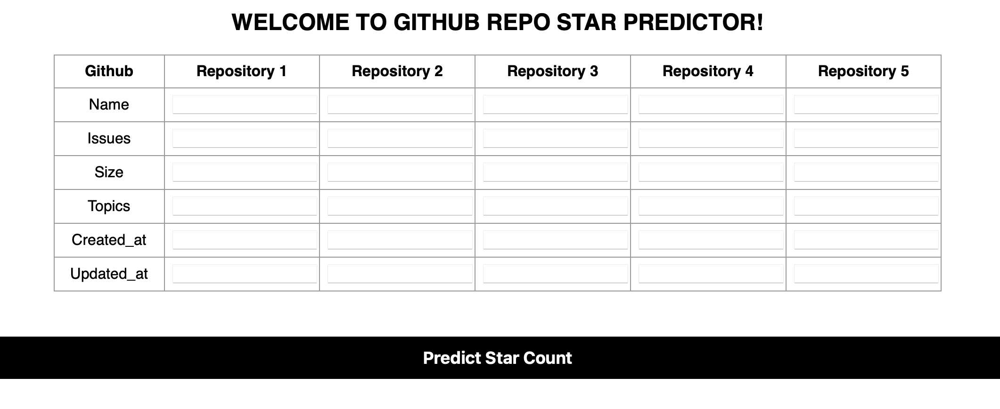 WELCOME TO GITHUB REPO STAR PREDICTOR!
Github Repository 1 Repository 2 Repository 3 Repository 4 Repository 5
Name
Issues
Size
Topics
Created_at
Updated_at
Predict Star Count